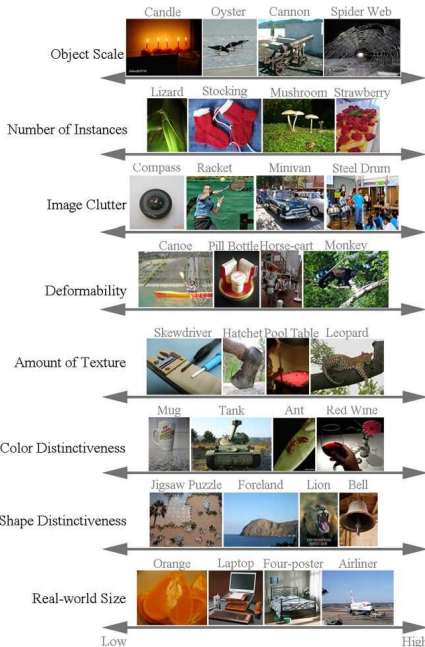 Candle Oyster Cannon Spider Web
Object Scale
Lizard Stocking Mushroom Strawberry
Number of Instances
Compass Racket Minivan Steel Drum
Image Clutter
Canoe Pill Bottle Horse-cart Monkey
Deformability
Skewdriver Hatchet Pool Table Leopard
Amount of Texture
Mug Tank Ant Red Wine
Color Distinctiveness
Jigsaw Puzzle Foreland Lion Bell
Shape Distinctiveness
Orange Laptop Four-poster Airliner
Real-world Size
Low High